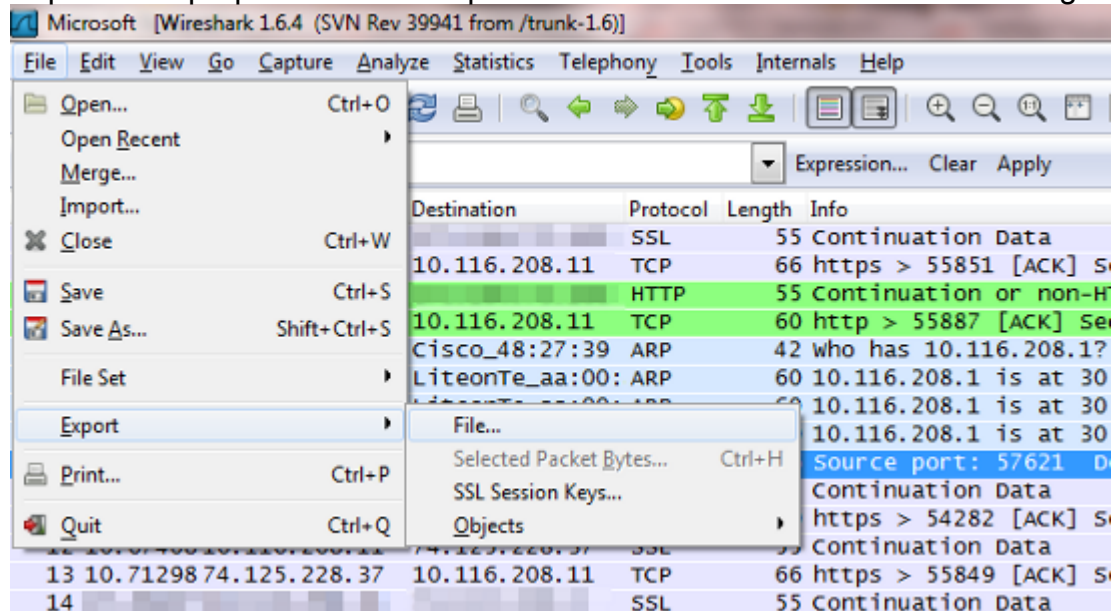 Microsoft [Wireshark 1.6.4 (SVN Rev 39941 from /trunk-1.6)]
File Edit View Go Capture Analyze Statistics Telephony Tools Internals Help
Open... Ctrl+O
Open Recent
Merge...
Import...
Close Ctrl+W
Save Ctrl+S
Save As... Shift+Ctrl+S
File Set
Export
Print... Ctrl+P
Quit Ctrl+Q
File...
Selected Packet Bytes... Ctrl+H
SSL Session Keys...
Objects
Expression... Clear Apply
Destination Protocol Length Info
SSL 55 Continuation Data
10.116.208.11 TCP 66 https > 55851 [ACK]
HTTP 55 Continuation or
10.116.208.11 TCP 60 http > 55887 [ACK]
Cisco_48:27:39 ARP 42 Who has 10.116.208.1?
LiteonTe_aa:00: ARP 60 10.116.208.1 is at 30
10.116.208.1 is at 30
10.116.208.1 is at 30
Source port: 57621
Continuation Data
https > 54282 [ACK]
Continuation Data
13 10.71298 74.125.228.37 10.116.208.11 TCP 66 https > 55849 [ACK]
14 SSL 55 Continuation Data